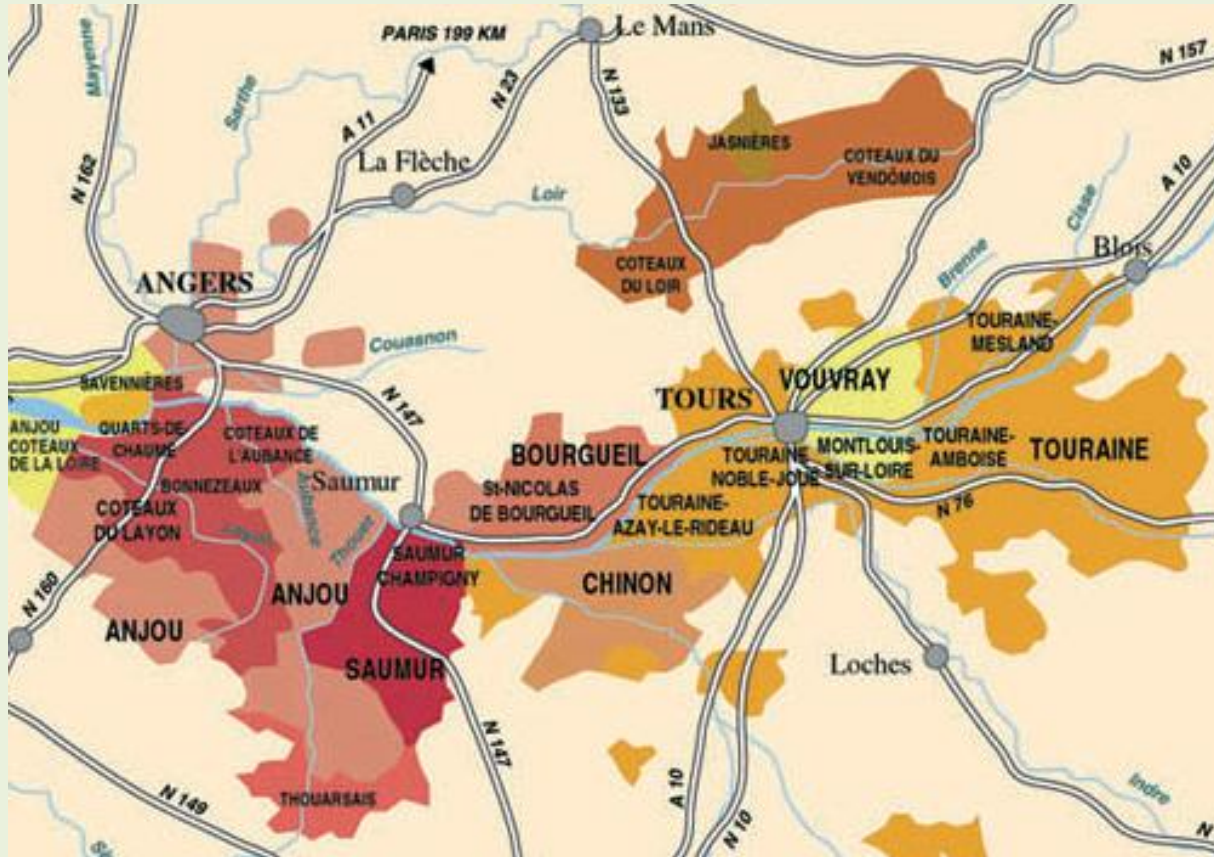 PARIS 199 KM
Le Mans
N 157
Mayenne
Sarthe
A 11
N 23
N 133
N 162
La Flèche
Loir
JASNIÈRES
COTEAUX DU
VENDÔMOIS
A 10
Cisse
Brenne
Blois
COTEAUX
DU LOIR
ANGERS
Couasnon
TOURAINE-
MESLAND
VOUVRAY
TOURS
SAVENNIÈRES
N 147
ANJOU
COTEAUX
DE LA LOIRE
QUARTS-DE-
CHAUME
COTEAUX DE
L'AUBANCE
BONNEZEAUX
Saumur
BOURGUEIL
St-NICOLAS
DE BOURGUEIL
TOURAINE
NOBLE-JOUÉ
MONTLOUIS-
SUR-LOIRE
TOURAINE-
AMBOISE
TOURAINE
TOURAINE-
AZAY-LE-RIDEAU
N 76
COTEAUX
DU LAYON
Layon
Aubance
Thouet
SAUMUR
CHAMPIGNY
CHINON
ANJOU
ANJOU
N 160
SAUMUR
Loches
N 147
THOUARSAIS
N 149
A 10
N 10
Indre
N